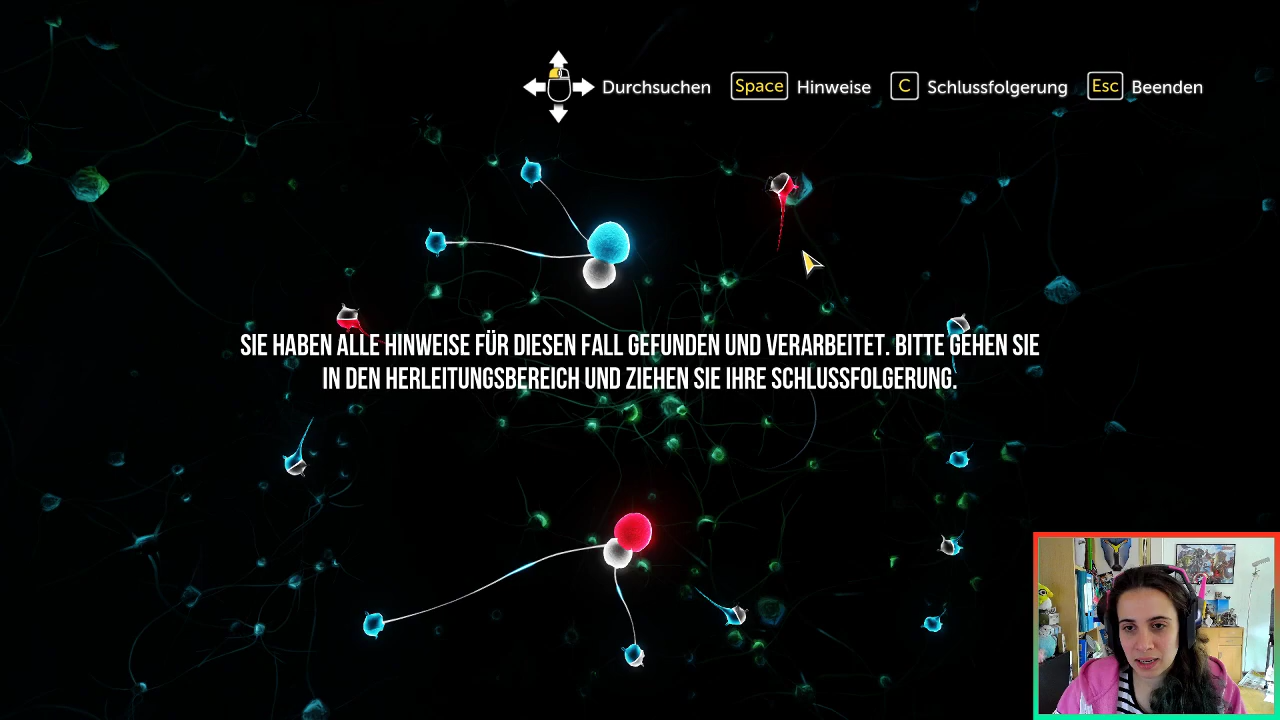 Durchsuchen Space Hinweise C Schlussfolgerung Esc Beenden
SIE HABEN ALLE HINWEISE FÜR DIESEN FALL GEFUNDEN UND VERARBEITET. BITTE GEHEN SIE
IN DEN HERLEITUNGSBEREICH UND ZIEHEN SIE IHRE SCHLUSSFOLGERUNG.